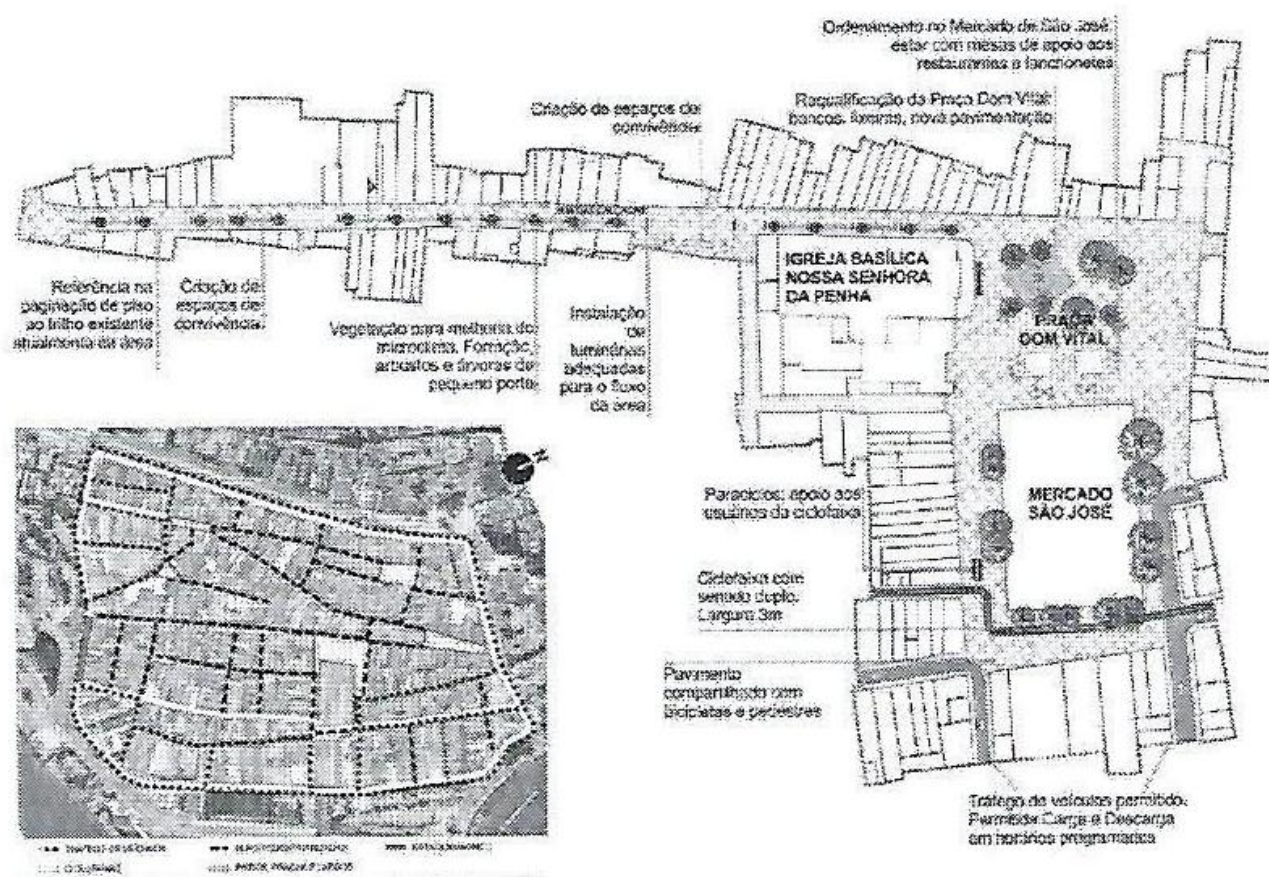 Ordenamento no Mercado de São José:
estar com mesas de apoio aos
restaurantes e lanchonetes
Criação de espaços de
convivência
Requalificação da Praça Dom Vital:
bancos, lixeiras, nova pavimentação
IGREJA BASÍLICA
NOSSA SENHORA
DA PENHA
PRAÇA
DOM VITAL
Referência na
paginação de piso
ao trilho existente
atualmente da área
Criação de
espaços de
convivência
Vegetação para melhoria do
microclima. Forração,
arbustos e árvores de
pequeno porte
Instalação
de
luminárias
adequadas
para o fluxo
da área
Paraciclos: apoio aos
usuários da ciclofaixa
MERCADO
SÃO JOSÉ
Ciclofaixa com
sentido duplo.
Largura 3m
Pavimento
compartilhado com
bicicletas e pedestres
Tráfego de veículos permitido.
Permitida Carga e Descarga
em horários programados